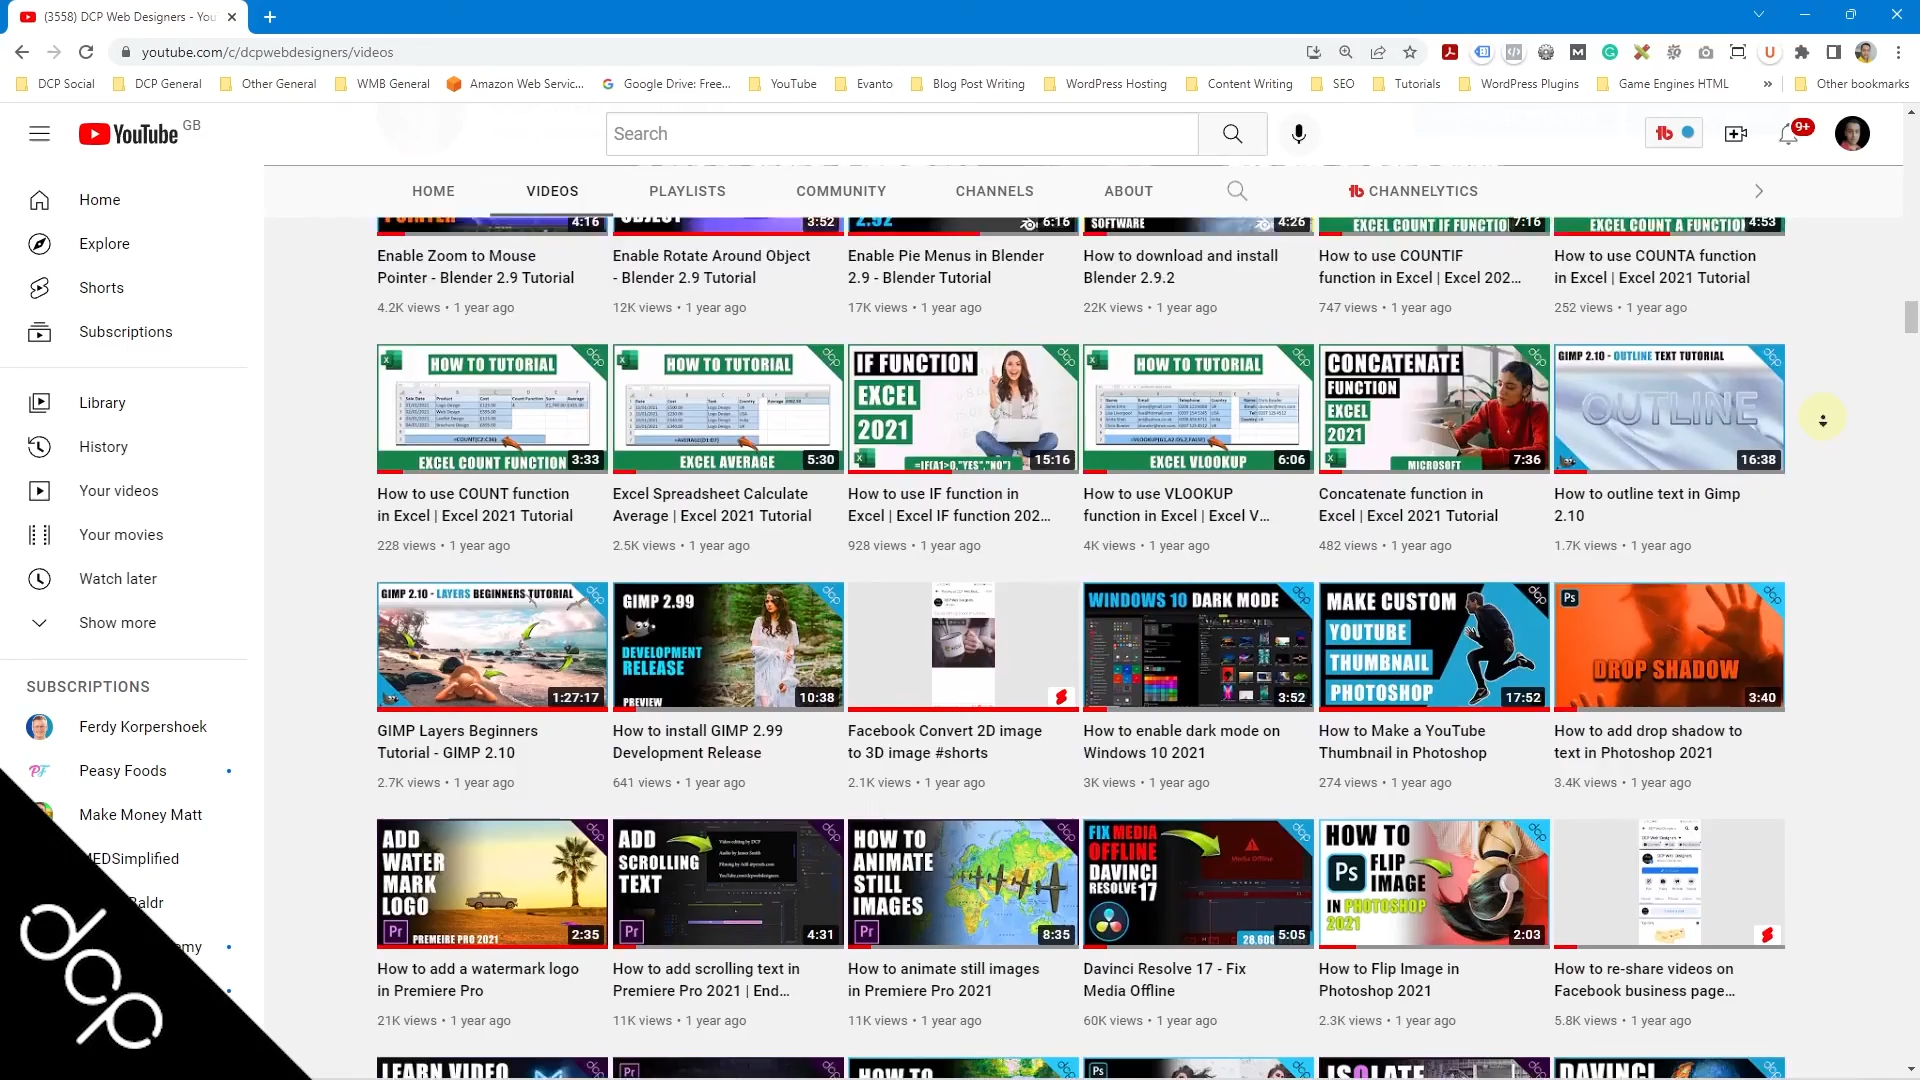 (3558) DCP Web Designers - You
youtube.com/c/dcpwebdesigners/videos
DCP Social DCP General Other General WMB General Amazon Web Servic... Google Drive: Free... YouTube Evanto Blog Post Writing WordPress Hosting Content Writing SEO Tutorials WordPress Plugins Game Engines HTML » Other bookmarks
YouTube GB
Search
9+
HOME VIDEOS PLAYLISTS COMMUNITY CHANNELS ABOUT CHANNELYTICS
Home
Explore
Shorts
Subscriptions
Library
History
Your videos
Your movies
Watch later
Show more
SUBSCRIPTIONS
Ferdy Korpershoek
Peasy Foods
Make Money Matt
MEDSimplified
Baldr
dcp
POINTER 4:16
OBJECT 3:52
2.92 6:16
SOFTWARE 4:26
EXCEL COUNT IF FUNCTIO 7:16
EXCEL COUNT A FUNCTIO 4:53
Enable Zoom to Mouse
Pointer - Blender 2.9 Tutorial
4.2K views • 1 year ago
Enable Rotate Around Object
- Blender 2.9 Tutorial
12K views • 1 year ago
Enable Pie Menus in Blender
2.9 - Blender Tutorial
17K views • 1 year ago
How to download and install
Blender 2.9.2
22K views • 1 year ago
How to use COUNTIF
function in Excel | Excel 202...
747 views • 1 year ago
How to use COUNTA function
in Excel | Excel 2021 Tutorial
252 views • 1 year ago
HOW TO TUTORIAL
=COUNT(C2:C36)
EXCEL COUNT FUNCTION 3:33
HOW TO TUTORIAL
=AVERAGE(D1:D7)
EXCEL AVERAGE 5:30
IF FUNCTION
EXCEL
2021
=IF(A1>0,"YES","NO") 15:16
HOW TO TUTORIAL
EXCEL VLOOKUP 6:06
CONCATENATE
FUNCTION
EXCEL
2021
MICROSOFT 7:36
GIMP 2.10 - OUTLINE TEXT TUTORIAL
OUTLINE
16:38
How to use COUNT function
in Excel | Excel 2021 Tutorial
228 views • 1 year ago
Excel Spreadsheet Calculate
Average | Excel 2021 Tutorial
2.5K views • 1 year ago
How to use IF function in
Excel | Excel IF function 202...
928 views • 1 year ago
How to use VLOOKUP
function in Excel | Excel V...
4K views • 1 year ago
Concatenate function in
Excel | Excel 2021 Tutorial
482 views • 1 year ago
How to outline text in Gimp
2.10
1.7K views • 1 year ago
GIMP 2.10 - LAYERS BEGINNERS TUTORIAL
1:27:17
GIMP 2.99
DEVELOPMENT
RELEASE
PREVIEW 10:38
WINDOWS 10 DARK MODE
3:52
MAKE CUSTOM
YOUTUBE
THUMBNAIL
PHOTOSHOP 17:52
Ps
DROP SHADOW
3:40
GIMP Layers Beginners
Tutorial - GIMP 2.10
2.7K views • 1 year ago
How to install GIMP 2.99
Development Release
641 views • 1 year ago
Facebook Convert 2D image
to 3D image #shorts
2.1K views • 1 year ago
How to enable dark mode on
Windows 10 2021
3K views • 1 year ago
How to Make a YouTube
Thumbnail in Photoshop
274 views • 1 year ago
How to add drop shadow to
text in Photoshop 2021
3.4K views • 1 year ago
ADD
WATER
MARK
LOGO
Pr PREMEIRE PRO 2021 2:35
ADD
SCROLLING
TEXT
Pr 4:31
HOW TO
ANIMATE
STILL
IMAGES
Pr 8:35
FIX MEDIA
OFFLINE
DAVINCI
RESOLVE 17
Media Offline
5:05
HOW TO
Ps FLIP
IMAGE
IN PHOTOSHOP
2021
2:03
How to add a watermark logo
in Premiere Pro
21K views • 1 year ago
How to add scrolling text in
Premiere Pro 2021 | End...
11K views • 1 year ago
How to animate still images
in Premiere Pro 2021
11K views • 1 year ago
Davinci Resolve 17 - Fix
Media Offline
60K views • 1 year ago
How to Flip Image in
Photoshop 2021
2.3K views • 1 year ago
How to re-share videos on
Facebook business page...
5.8K views • 1 year ago
LEARN VIDEO
Pr
HOW TO
Ps
ISOLATE
DAVINCI